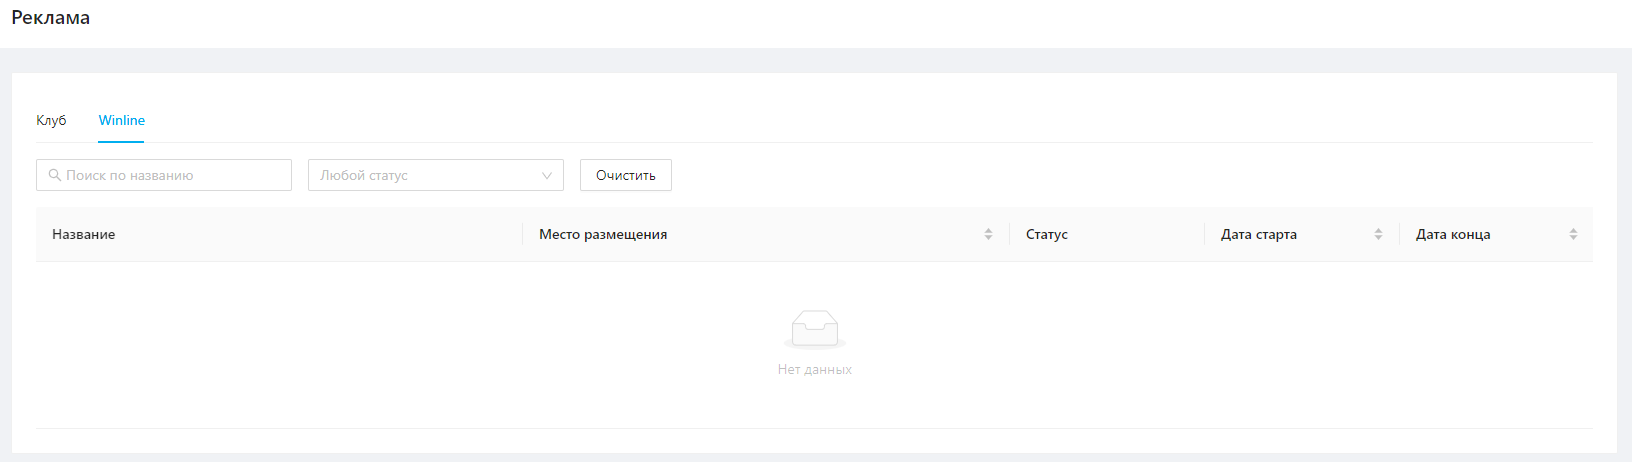 Реклама
Клуб Winline
Поиск по названию Любой статус Очистить
Название Место размещения Статус Дата старта Дата конца
Нет данных